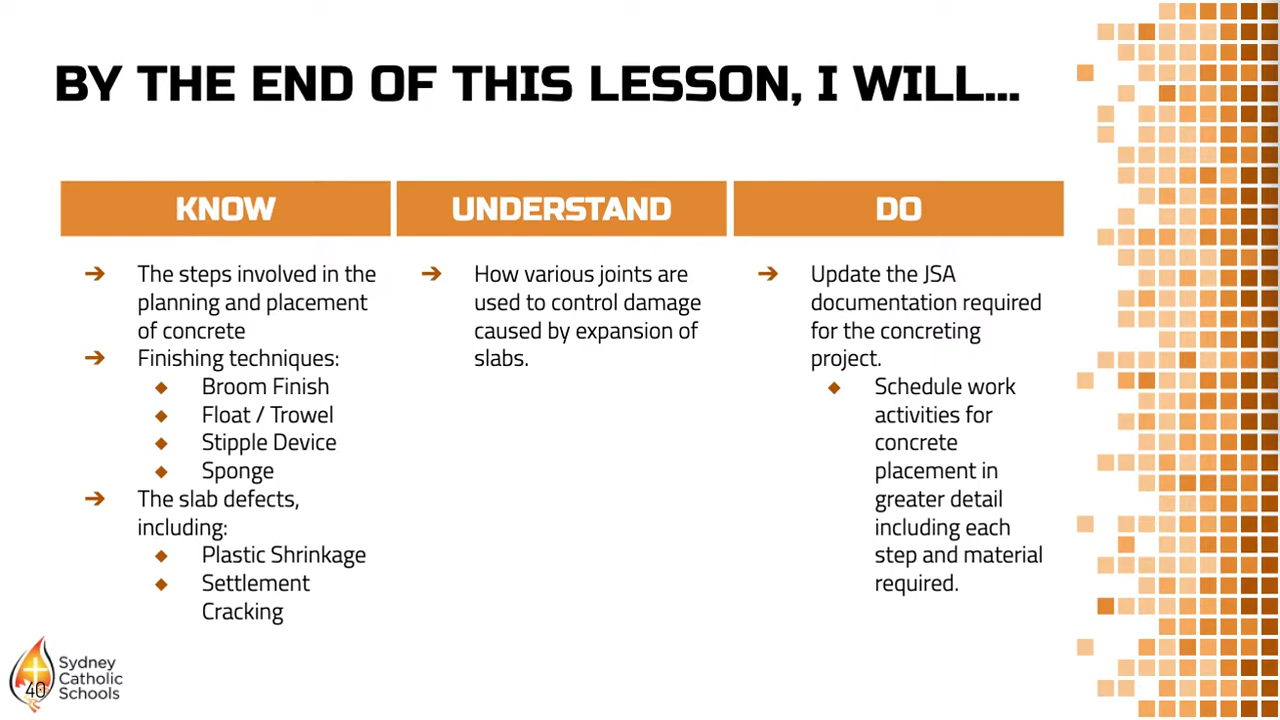 BY THE END OF THIS LESSON, I WILL...
KNOW
➔ The steps involved in the
planning and placement
of concrete
➔ Finishing techniques:
◆ Broom Finish
◆ Float / Trowel
◆ Stipple Device
◆ Sponge
➔ The slab defects,
including:
◆ Plastic Shrinkage
◆ Settlement
Cracking
UNDERSTAND
➔ How various joints are
used to control damage
caused by expansion of
slabs.
DO
➔ Update the JSA
documentation required
for the concreting
project.
◆ Schedule work
activities for
concrete
placement in
greater detail
including each
step and material
required.
Sydney
Catholic
Schools
40